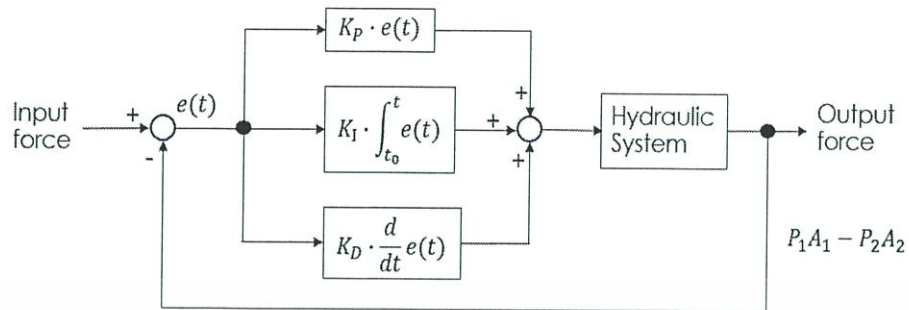 Input
force
+
-
e(t)
K_P · e(t)
K_I · ∫_{t_0}^{t} e(t)
K_D · d/dt e(t)
+
+
+
Hydraulic
System
Output
force
P_1A_1 − P_2A_2